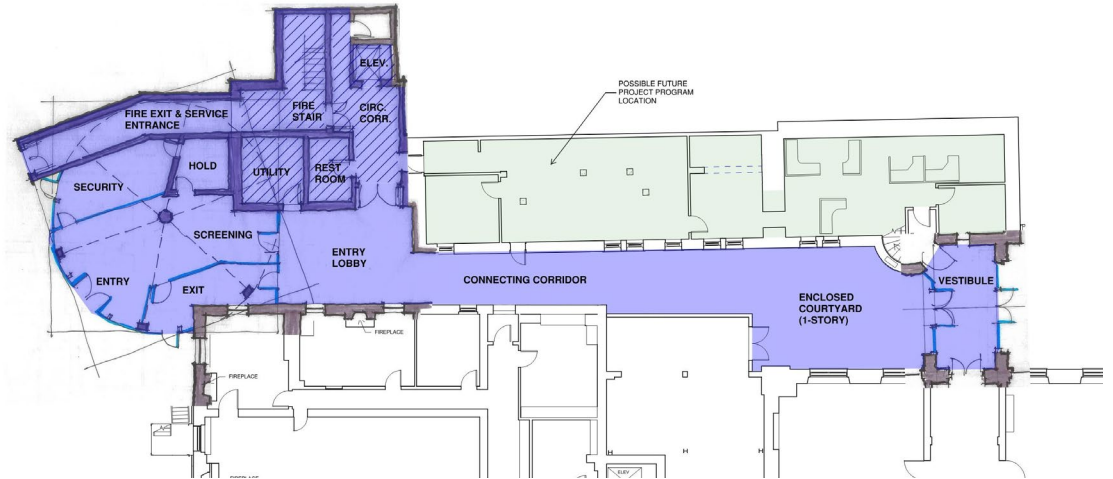 ELEV.
POSSIBLE FUTURE
PROJECT PROGRAM
LOCATION
FIRE EXIT & SERVICE
ENTRANCE
FIRE
STAIR
CIRC.
CORR.
HOLD
UTILITY
REST
ROOM
SECURITY
SCREENING
ENTRY
LOBBY
ENTRY
EXIT
CONNECTING CORRIDOR
VESTIBULE
ENCLOSED
COURTYARD
(1-STORY)
FIREPLACE
FIREPLACE
H
H
H
ELEV
FIREPLACE